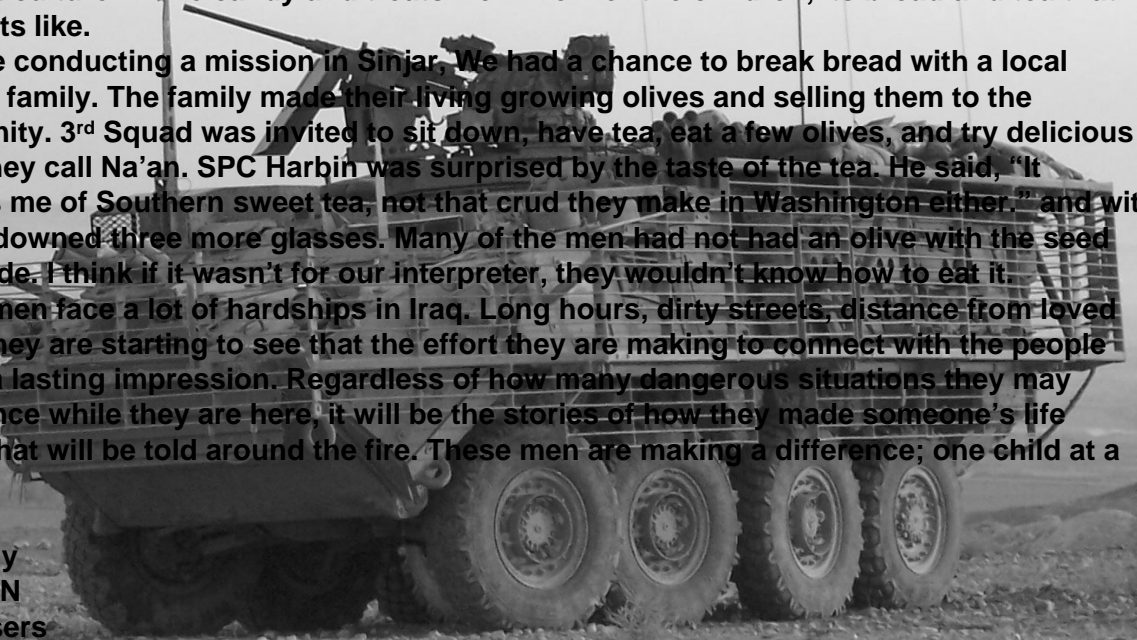 candy and treats bread and tea that
ts like.
e conducting a mission in Sinjar, We had a chance to break bread with a local
family. The family made their living growing olives and selling them to the
nity. 3rd Squad was invited to sit down, have tea, eat a few olives, and try delicious
hey call Na’an. SPC Harbin was surprised by the taste of the tea. He said, “It
s me of Southern sweet tea, not that crud they make in Washington either.” and wit
downed three more glasses. Many of the men had not had an olive with the seed
de. I think if it wasn’t for our interpreter, they wouldn’t know how to eat it.
men face a lot of hardships in Iraq. Long hours, dirty streets, distance from loved
hey are starting to see that the effort they are making to connect with the people
a lasting impression. Regardless of how many dangerous situations they may
nce while they are here, it will be the stories of how they made someone’s life
hat will be told around the fire. These men are making a difference; one child at a
y
N
sers